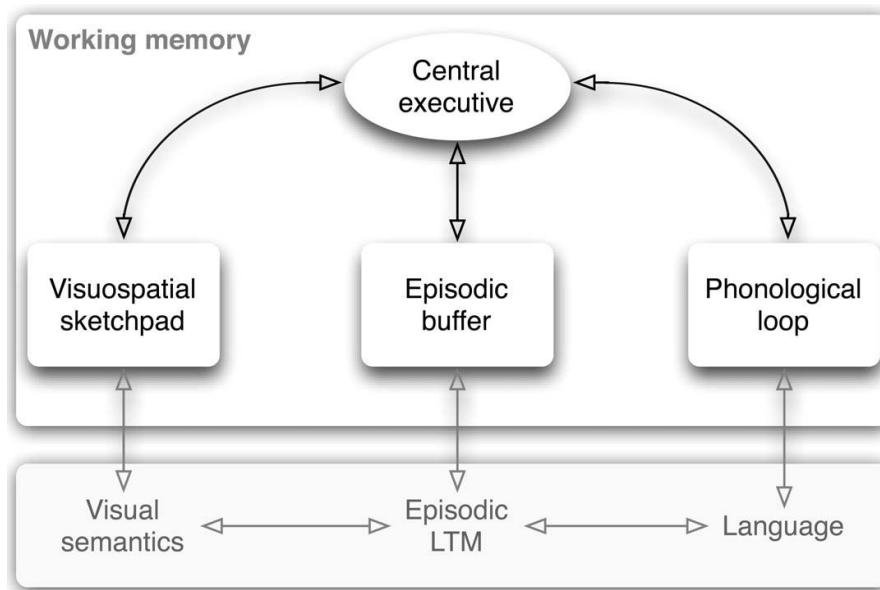 Working memory
Central
executive
Visuospatial
sketchpad
Episodic
buffer
Phonological
loop
Visual
semantics
Episodic
LTM
Language